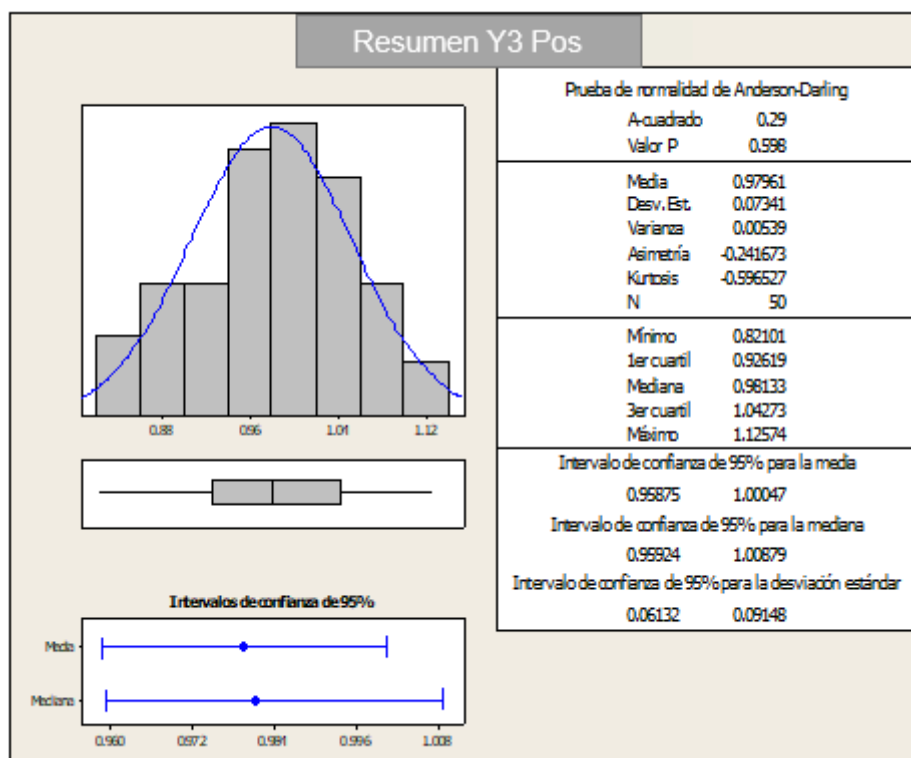 Resumen Y3 Pos
Prueba de normalidad de Anderson-Darling
A-cuadrado 0.29
Valor P 0.598
Media 0.97961
Desv. Est. 0.07341
Varianza 0.00539
Asimetría -0.241673
Kurtosis -0.596527
N 50
Mínimo 0.82101
1er cuartil 0.92619
Mediana 0.98133
3er cuartil 1.04273
Máximo 1.12574
Intervalo de confianza de 95% para la media
0.95875 1.00047
Intervalo de confianza de 95% para la mediana
0.95924 1.00879
Intervalo de confianza de 95% para la desviación estándar
0.06132 0.09148
0.88 0.96 1.04 1.12
Intervalos de confianza de 95%
Media
Mediana
0.960 0.972 0.984 0.996 1.008